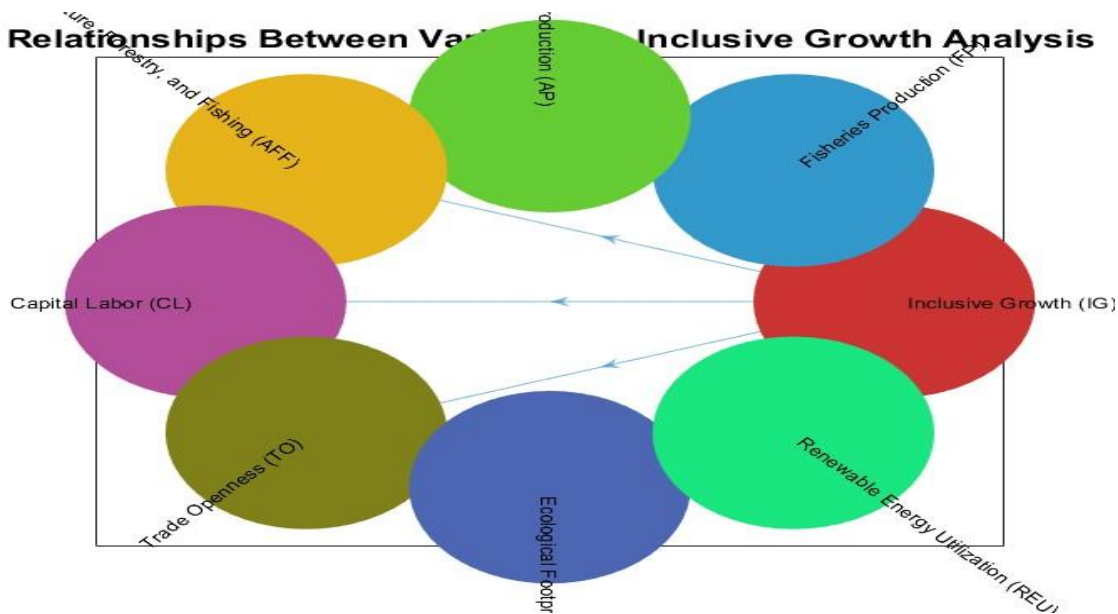 Relationships Between Var Inclusive Growth Analysis
ture, Forestry, and Fishing (AFF)
roduction (AP)
Fisheries Production (FP)
Capital Labor (CL)
Inclusive Growth (IG)
Trade Openness (TO)
Ecological Footpr
Renewable Energy Utilization (REU)